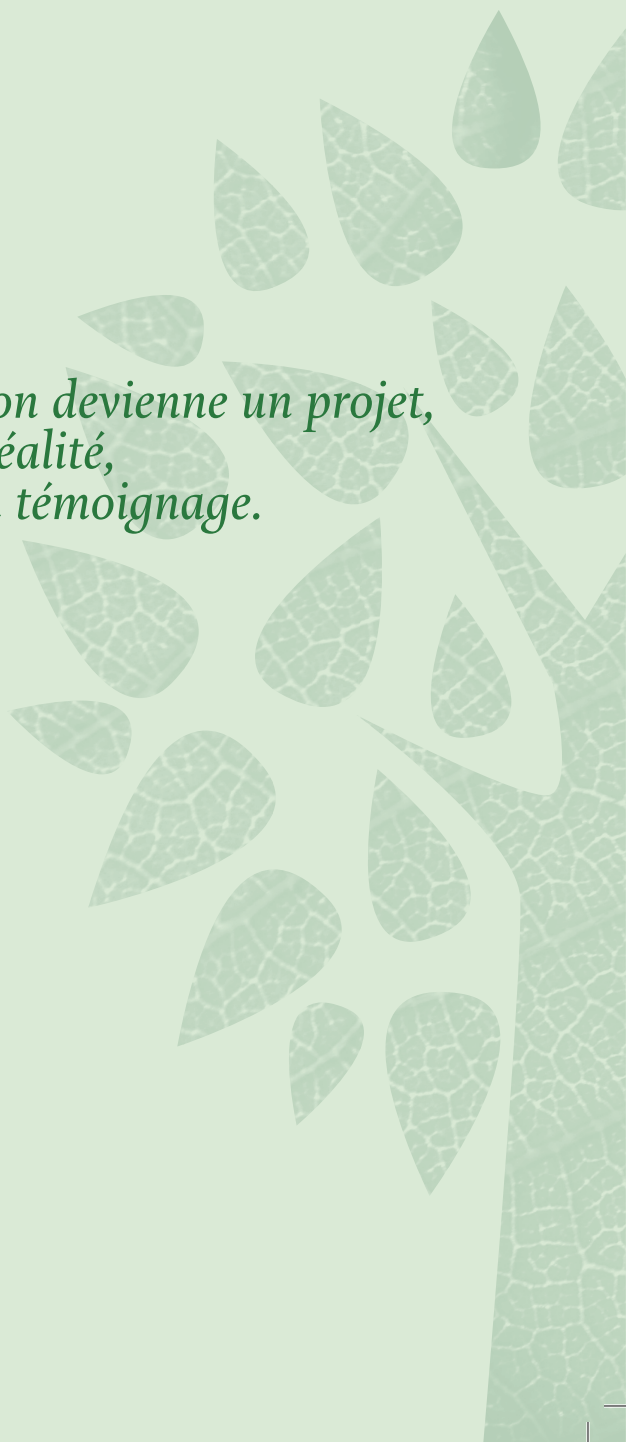 on devienne un projet,
éalité,
témoignage.